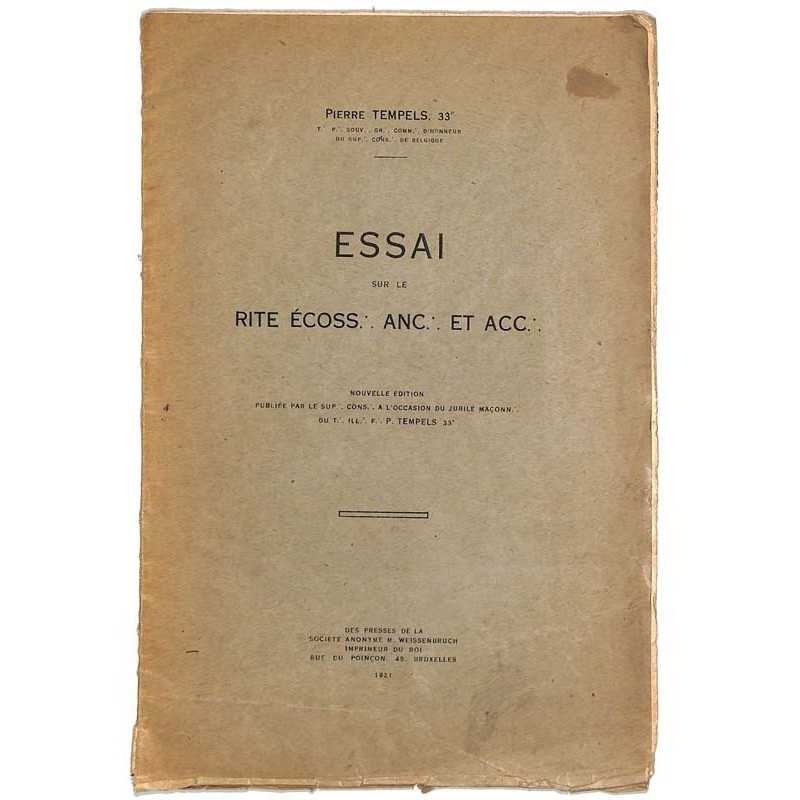 PIERRE TEMPELS, 33ᵉ
T∴ P∴ SOUV∴ GR∴ COMM∴ D'HONNEUR
DU SUP∴ CONS∴ DE BELGIQUE
ESSAI
SUR LE
RITE ÉCOSS∴ ANC∴ ET ACC∴
NOUVELLE ÉDITION
PUBLIÉE PAR LE SUP∴ CONS∴ A L'OCCASION DU JUBILÉ MAÇONN∴
DU T∴ ILL∴ F∴ P. TEMPELS 33ᵉ
DES PRESSES DE LA
SOCIÉTÉ ANONYME M. WEISSENBRUCH
IMPRIMEUR DU ROI
RUE DU POINÇON, 49, BRUXELLES
1921